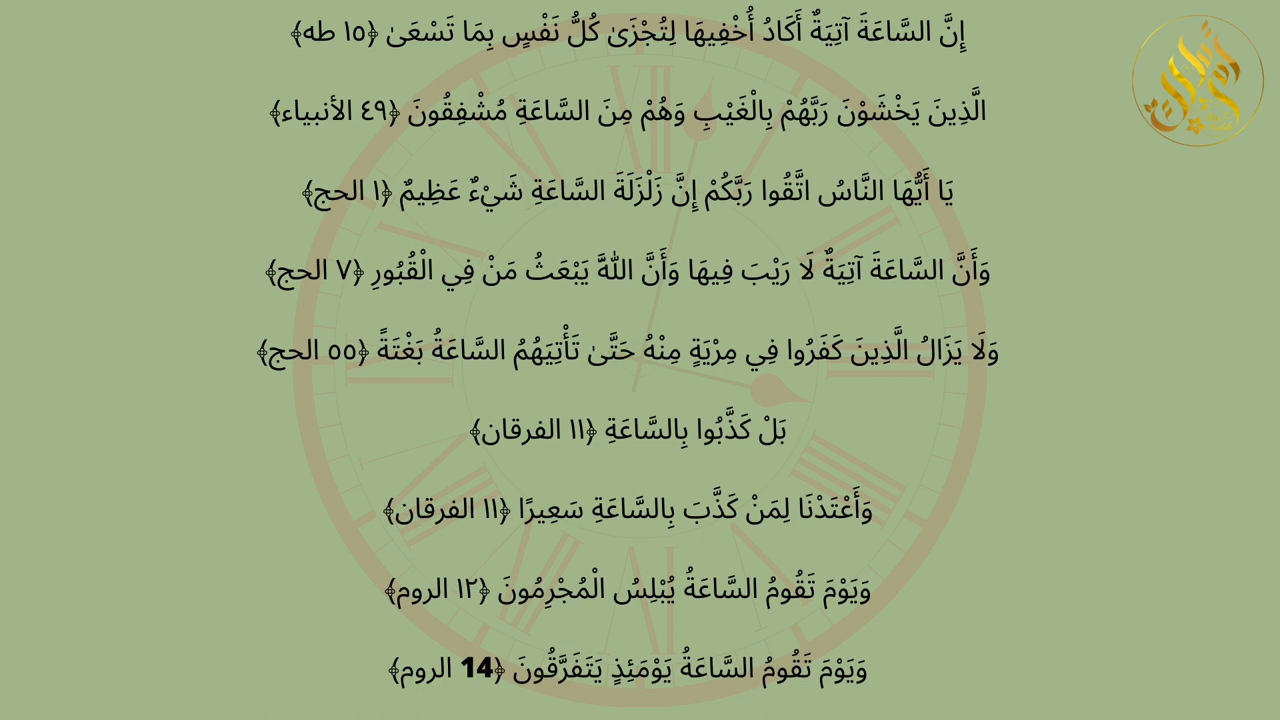 إِنَّ السَّاعَةَ آتِيَةٌ أَكَادُ أُخْفِيهَا لِتُجْزَىٰ كُلُّ نَفْسٍ بِمَا تَسْعَىٰ ﴿١٥ طه﴾
الَّذِينَ يَخْشَوْنَ رَبَّهُمْ بِالْغَيْبِ وَهُمْ مِنَ السَّاعَةِ مُشْفِقُونَ ﴿٤٩ الأنبياء﴾
يَا أَيُّهَا النَّاسُ اتَّقُوا رَبَّكُمْ إِنَّ زَلْزَلَةَ السَّاعَةِ شَيْءٌ عَظِيمٌ ﴿١ الحج﴾
وَأَنَّ السَّاعَةَ آتِيَةٌ لَا رَيْبَ فِيهَا وَأَنَّ اللَّهَ يَبْعَثُ مَنْ فِي الْقُبُورِ ﴿٧ الحج﴾
وَلَا يَزَالُ الَّذِينَ كَفَرُوا فِي مِرْيَةٍ مِنْهُ حَتَّىٰ تَأْتِيَهُمُ السَّاعَةُ بَغْتَةً ﴿٥٥ الحج﴾
بَلْ كَذَّبُوا بِالسَّاعَةِ ﴿١١ الفرقان﴾
وَأَعْتَدْنَا لِمَنْ كَذَّبَ بِالسَّاعَةِ سَعِيرًا ﴿١١ الفرقان﴾
وَيَوْمَ تَقُومُ السَّاعَةُ يُبْلِسُ الْمُجْرِمُونَ ﴿١٢ الروم﴾
وَيَوْمَ تَقُومُ السَّاعَةُ يَوْمَئِذٍ يَتَفَرَّقُونَ ﴿14 الروم﴾